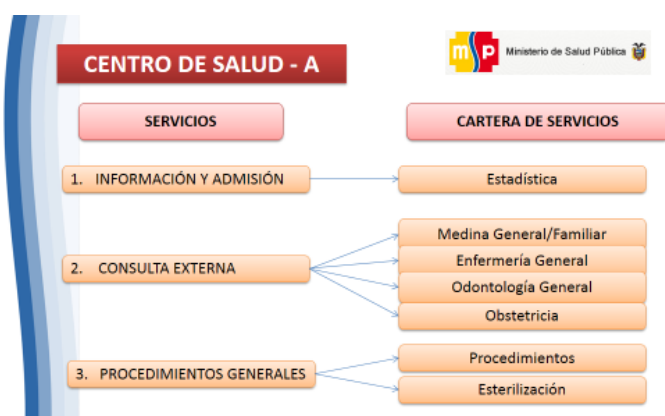 CENTRO DE SALUD - A
msp Ministerio de Salud Pública
SERVICIOS
CARTERA DE SERVICIOS
1. INFORMACIÓN Y ADMISIÓN
Estadística
2. CONSULTA EXTERNA
Medina General/Familiar
Enfermería General
Odontología General
Obstetricia
3. PROCEDIMIENTOS GENERALES
Procedimientos
Esterilización